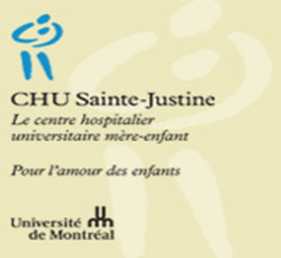 CHU Sainte-Justine
Le centre hospitalier
universitaire mère-enfant
Pour l'amour des enfants
Université
de Montréal